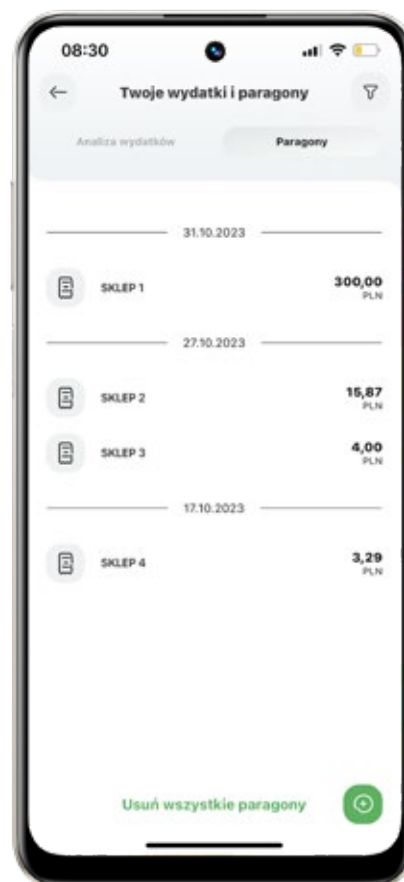 08:30
Twoje wydatki i paragony
Analiza wydatków
Paragony
31.10.2023
SKLEP 1
300,00
PLN
27.10.2023
SKLEP 2
15,87
PLN
SKLEP 3
4,00
PLN
17.10.2023
SKLEP 4
3,29
PLN
Usuń wszystkie paragony